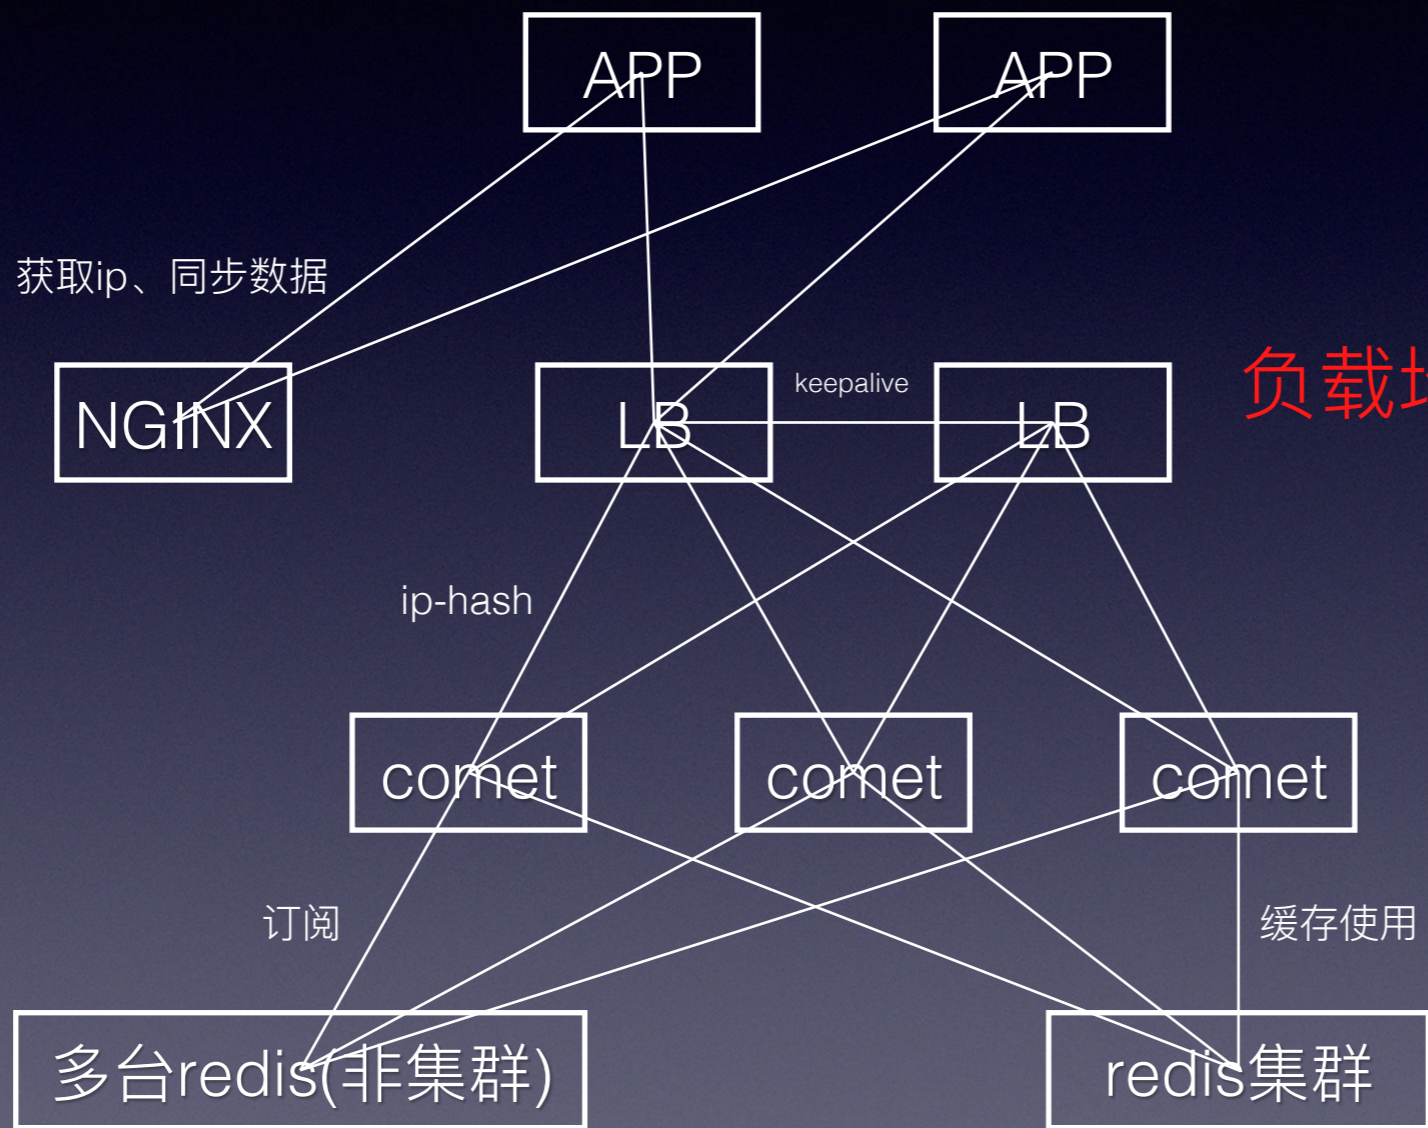 APP
APP
获取ip、同步数据
NGINX
LB
keepalive
LB
负载
ip-hash
comet
comet
comet
订阅
缓存使用
多台redis(非集群)
redis集群